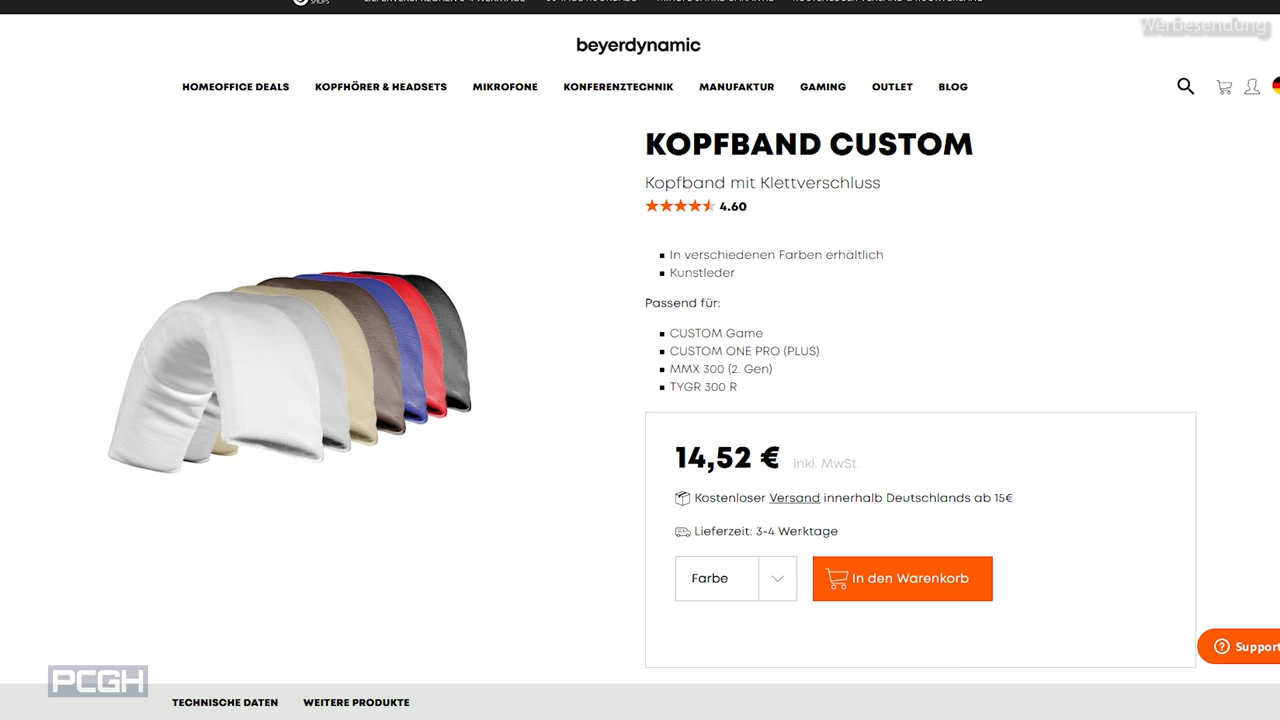 SHOPS
Werbesendung
beyerdynamic
HOMEOFFICE DEALS KOPFHÖRER & HEADSETS MIKROFONE KONFERENZTECHNIK MANUFAKTUR GAMING OUTLET BLOG
KOPFBAND CUSTOM
Kopfband mit Klettverschluss
4.60
In verschiedenen Farben erhältlich
Kunstleder
Passend für:
CUSTOM Game
CUSTOM ONE PRO (PLUS)
MMX 300 (2. Gen)
TYGR 300 R
14,52 € inkl. MwSt.
Kostenloser Versand innerhalb Deutschlands ab 15€
Lieferzeit: 3-4 Werktage
Farbe
In den Warenkorb
Support
PCGH
TECHNISCHE DATEN WEITERE PRODUKTE